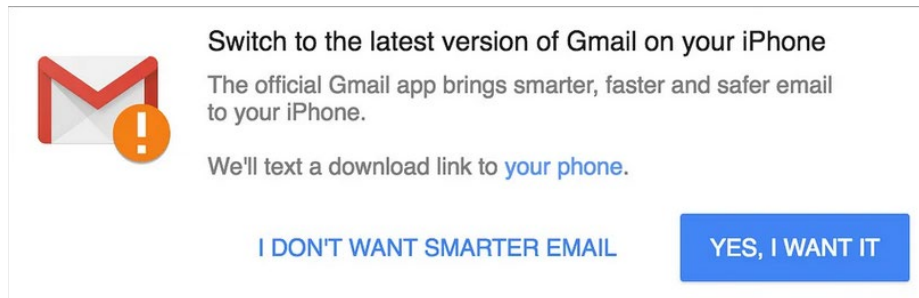 Switch to the latest version of Gmail on your iPhone
The official Gmail app brings smarter, faster and safer email
to your iPhone.
We'll text a download link to your phone.
I DON'T WANT SMARTER EMAIL
YES, I WANT IT